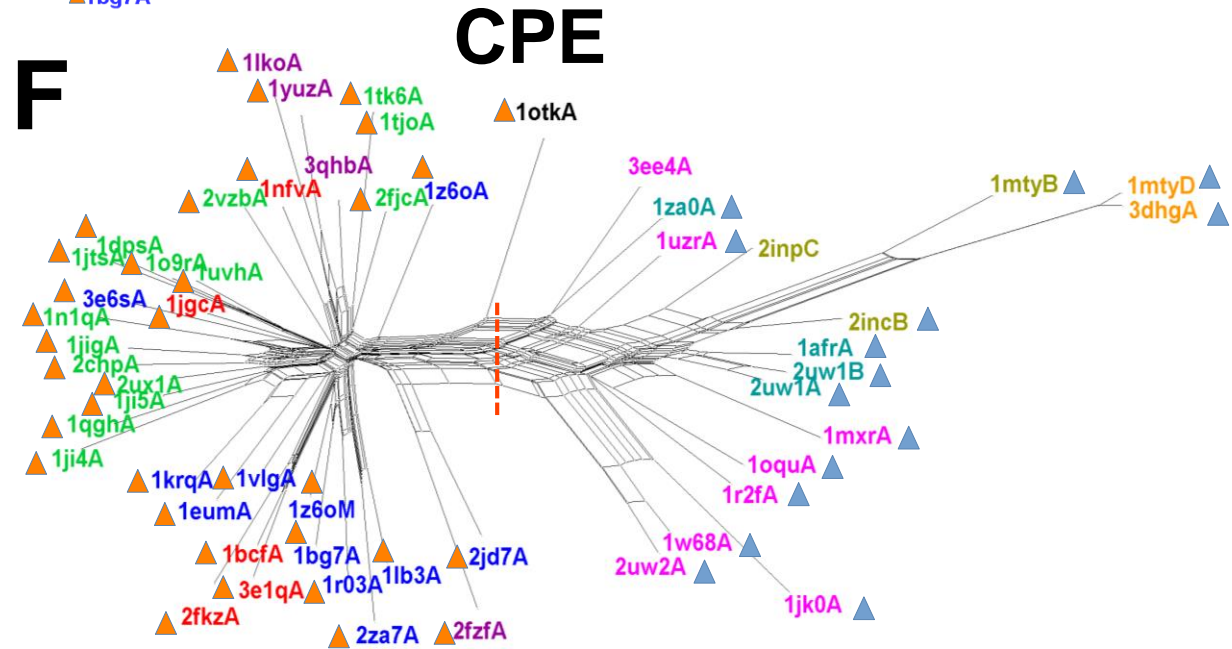 1bg7A
CPE
F
1lkoA
1yuzA
1tk6A
1otkA
1tjoA
3qhbA
3ee4A
1nfvA
1z6oA
2vzbA
2fjcA
1mtyB
1mtyD
1za0A
3dhgA
1uzrA
2inpC
1dpsA
1jtsA
1o9rA
1uvhA
3e6sA
1jgcA
1n1qA
2incB
1jigA
1afrA
2chpA
2uw1B
2ux1A
2uw1A
1ji5A
1qghA
1mxrA
1ji4A
1oquA
1krqA
1vlgA
1r2fA
1eumA
1z6oM
1w68A
1bcfA
1bg7A
2jd7A
2uw2A
1lb3A
3e1qA
1r03A
1jk0A
2fkzA
2za7A
2fzfA